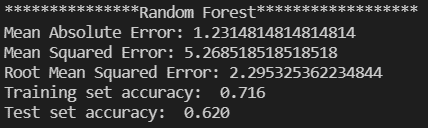 ***************Random Forest******************
Mean Absolute Error: 1.2314814814814814
Mean Squared Error: 5.268518518518518
Root Mean Squared Error: 2.295325362234844
Training set accuracy:  0.716
Test set accuracy:  0.620